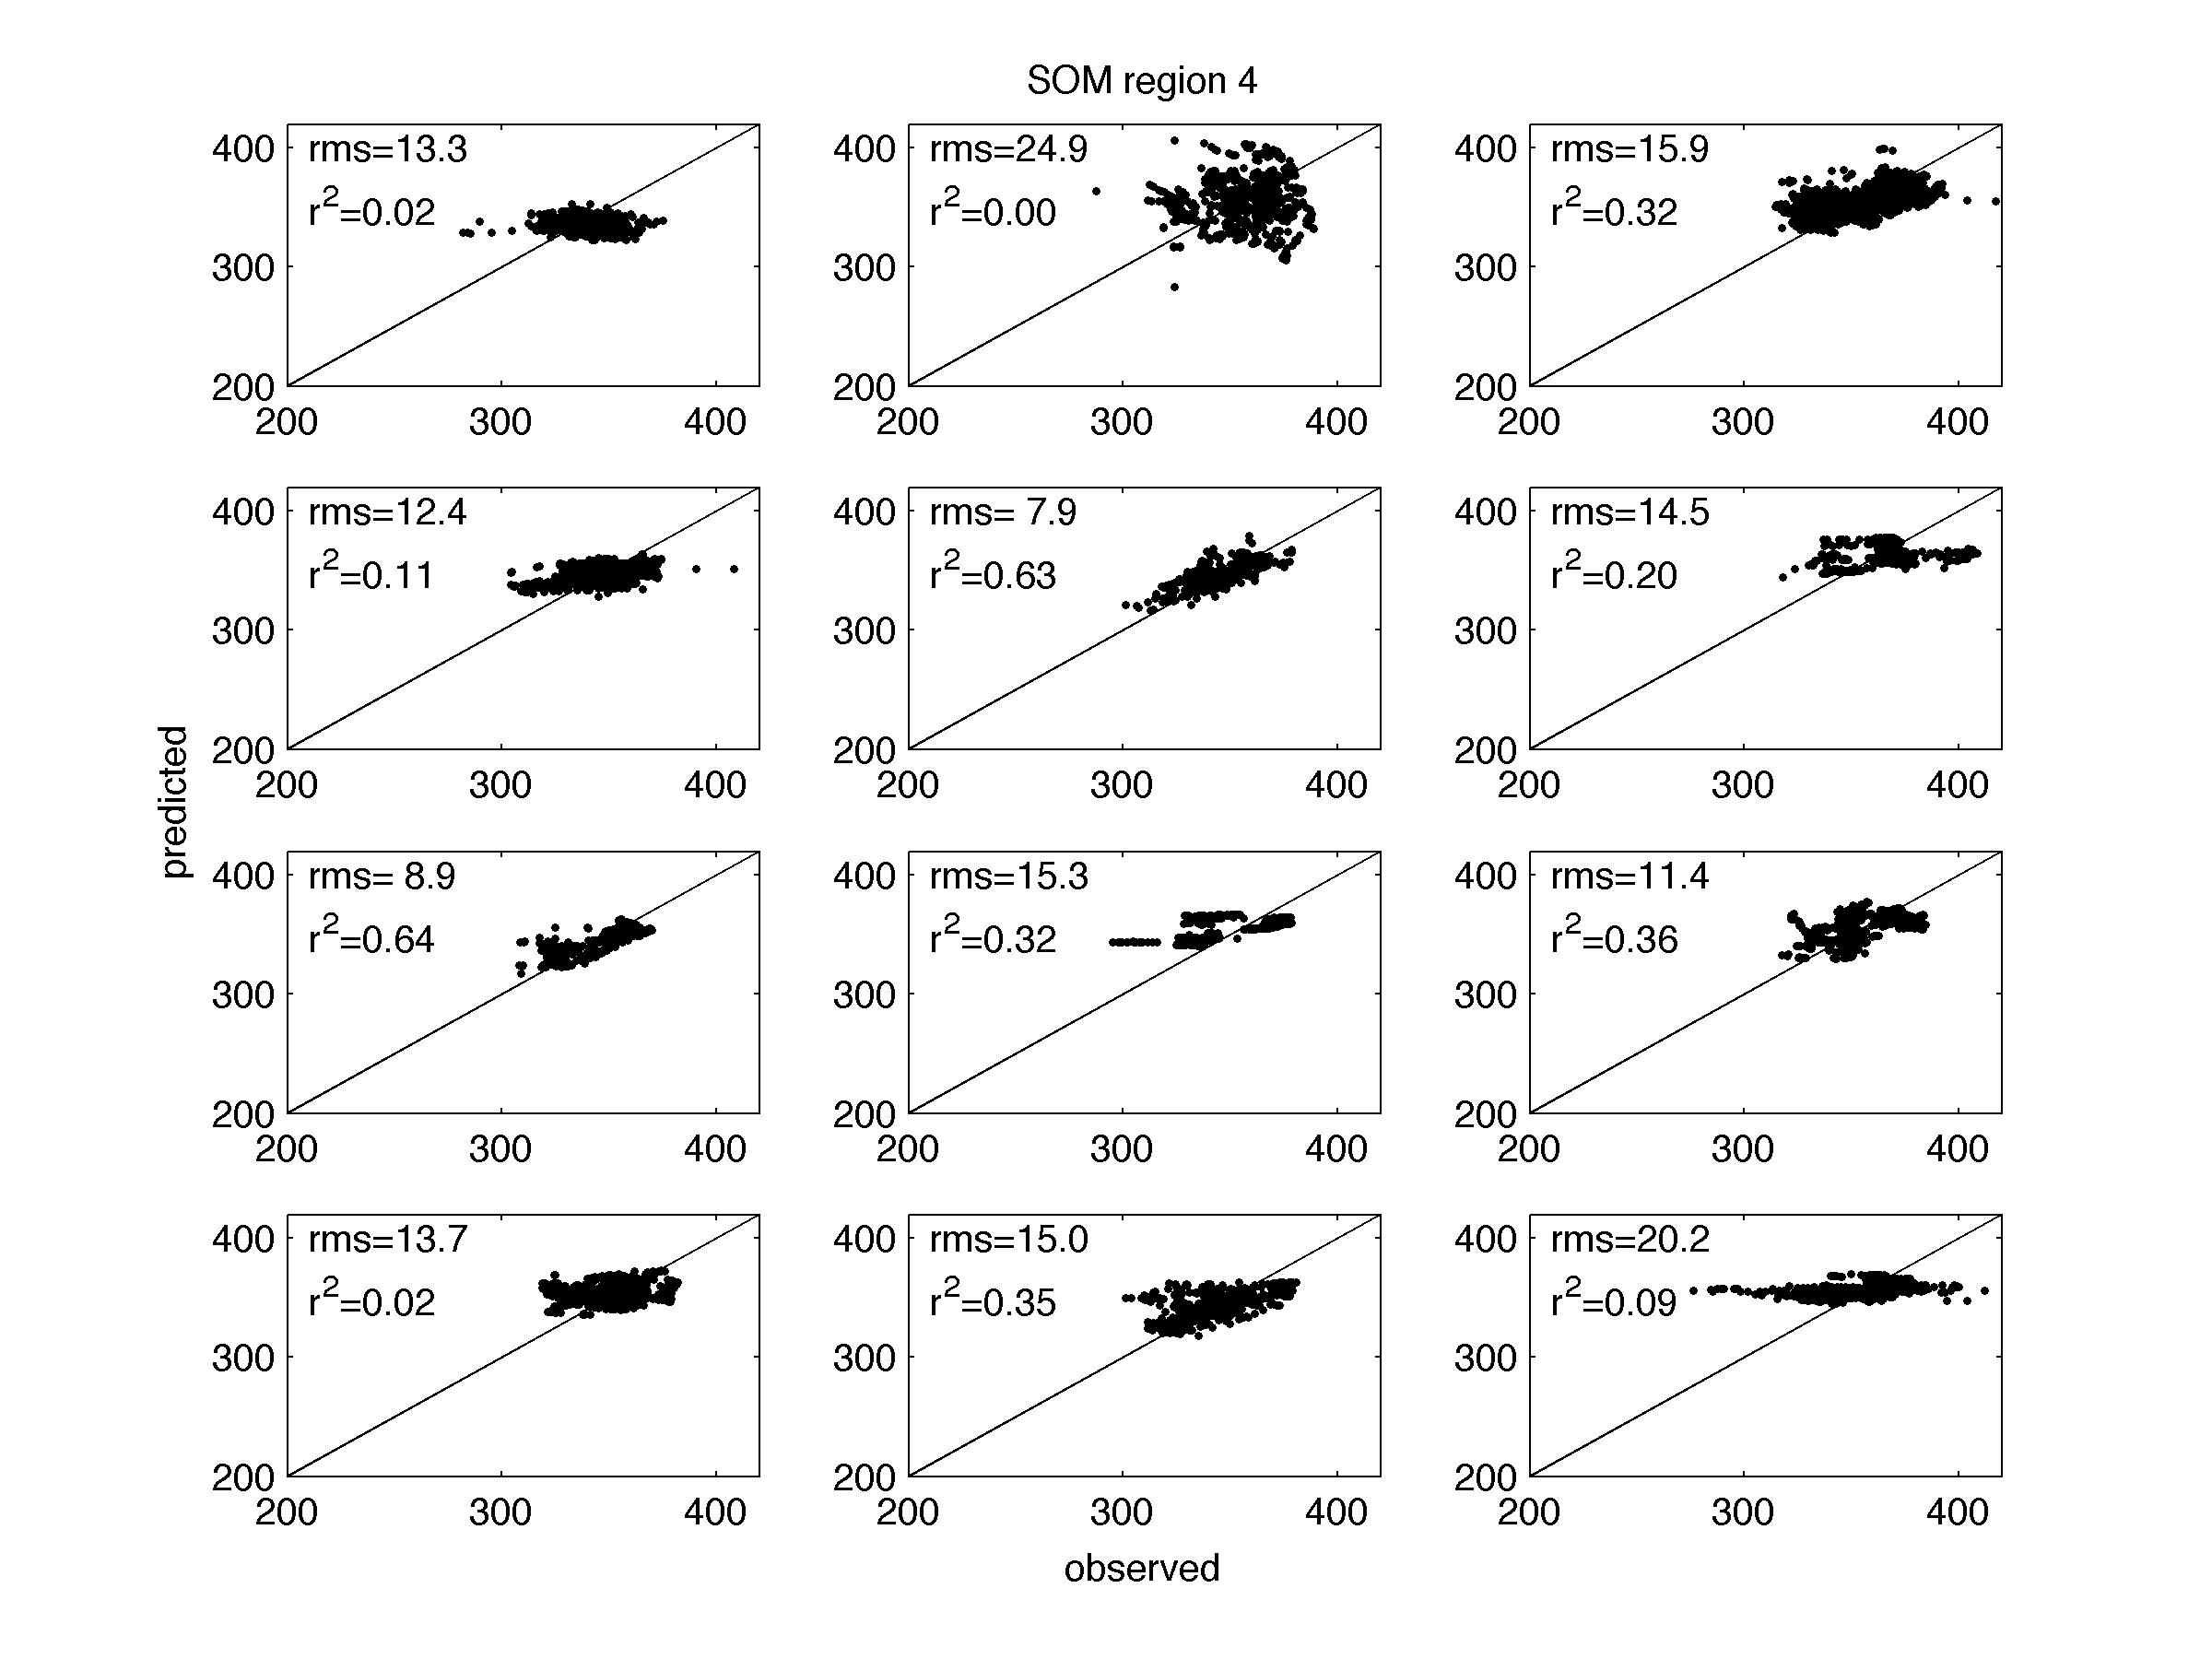 SOM region 4
400
300
200
rms=13.3
r²=0.02
200 300 400
400
300
200
rms=24.9
r²=0.00
200 300 400
400
300
200
rms=15.9
r²=0.32
200 300 400
400
300
200
rms=12.4
r²=0.11
200 300 400
400
300
200
rms= 7.9
r²=0.63
200 300 400
400
300
200
rms=14.5
r²=0.20
200 300 400
predicted
400
300
200
rms= 8.9
r²=0.64
200 300 400
400
300
200
rms=15.3
r²=0.32
200 300 400
400
300
200
rms=11.4
r²=0.36
200 300 400
400
300
200
rms=13.7
r²=0.02
200 300 400
400
300
200
rms=15.0
r²=0.35
200 300 400
400
300
200
rms=20.2
r²=0.09
200 300 400
observed